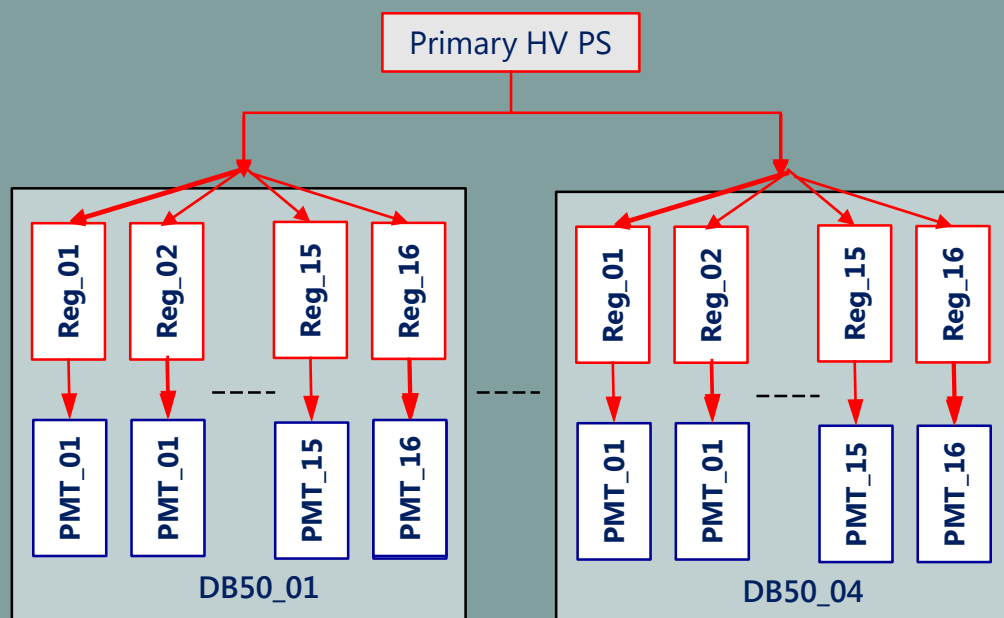 Primary HV PS
Reg_01
Reg_02
Reg_15
Reg_16
PMT_01
PMT_01
PMT_15
PMT_16
DB50_01
Reg_01
Reg_02
Reg_15
Reg_16
PMT_01
PMT_01
PMT_15
PMT_16
DB50_04